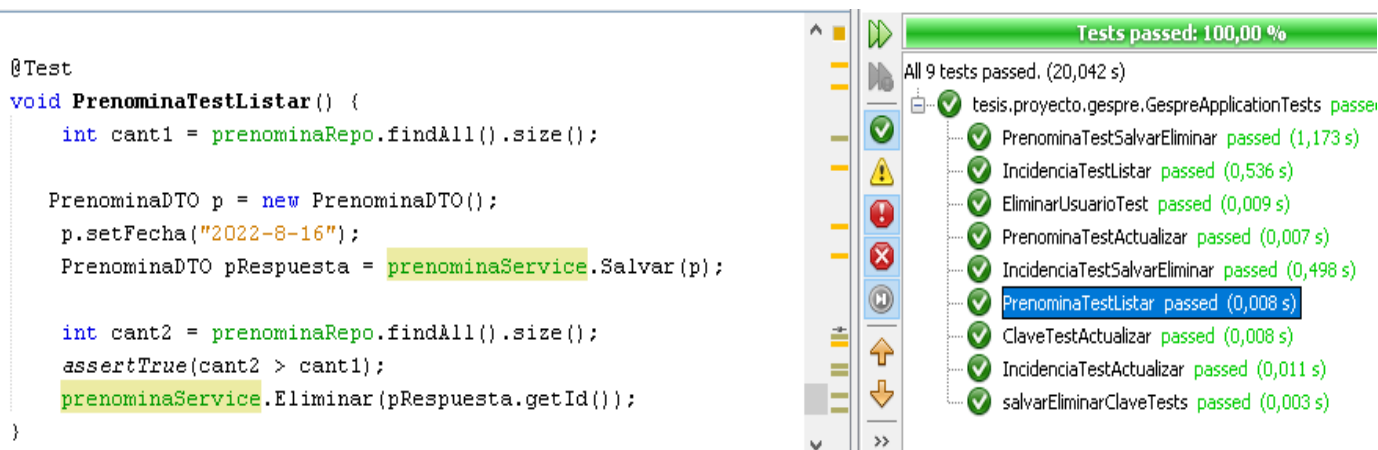 @Test
void PrenominaTestListar() {
int cant1 = prenominaRepo.findAll().size();
PrenominaDTO p = new PrenominaDTO();
p.setFecha("2022-8-16");
PrenominaDTO pRespuesta = prenominaService.Salvar(p);
int cant2 = prenominaRepo.findAll().size();
assertTrue(cant2 > cant1);
prenominaService.Eliminar(pRespuesta.getId());
}
Tests passed: 100,00 %
All 9 tests passed. (20,042 s)
tesis.proyecto.gespre.GespreApplicationTests passed
PrenominaTestSalvarEliminar passed (1,173 s)
IncidenciaTestListar passed (0,536 s)
EliminarUsuarioTest passed (0,009 s)
PrenominaTestActualizar passed (0,007 s)
IncidenciaTestSalvarEliminar passed (0,498 s)
PrenominaTestListar passed (0,008 s)
ClaveTestActualizar passed (0,008 s)
IncidenciaTestActualizar passed (0,011 s)
salvarEliminarClaveTests passed (0,003 s)